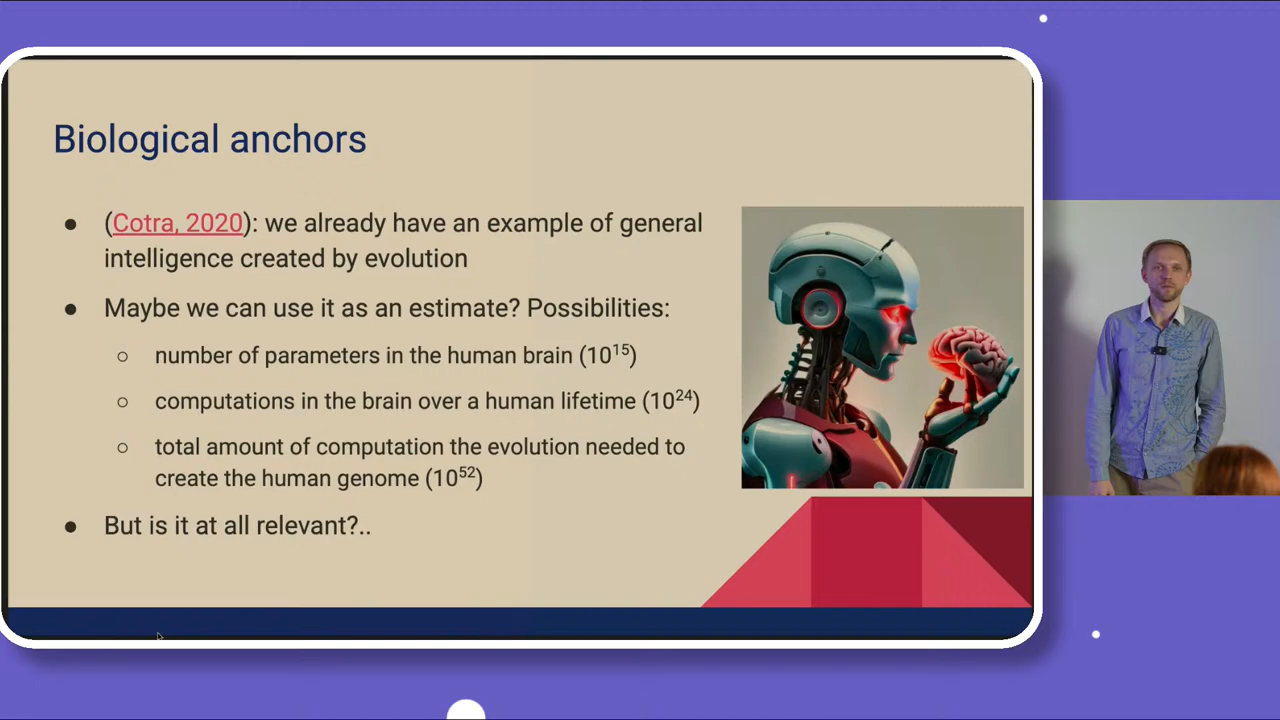 Biological anchors
● (Cotra, 2020): we already have an example of general
intelligence created by evolution
● Maybe we can use it as an estimate? Possibilities:
○ number of parameters in the human brain (10¹⁵)
○ computations in the brain over a human lifetime (10²⁴)
○ total amount of computation the evolution needed to
create the human genome (10⁵²)
● But is it at all relevant?..